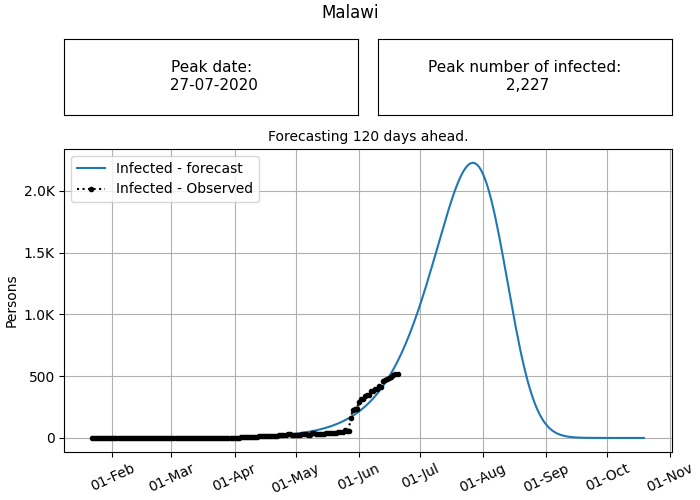 Malawi
Peak date:
27-07-2020
Peak number of infected:
2,227
Forecasting 120 days ahead.
Infected - forecast
Infected - Observed
2.0K
1.5K
1.0K
500
0
Persons
01-Feb
01-Mar
01-Apr
01-May
01-Jun
01-Jul
01-Aug
01-Sep
01-Oct
01-Nov